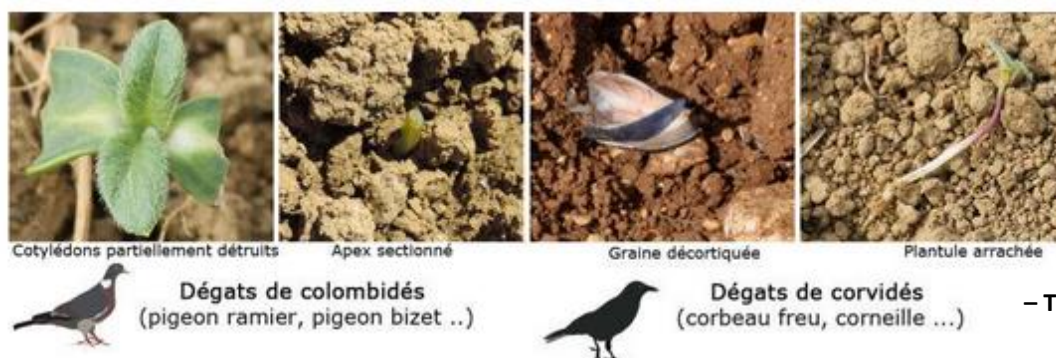 Cotylédons partiellement détruits
Apex sectionné
Graine décortiquée
Plantule arrachée
Dégats de colombidés
(pigeon ramier, pigeon bizet ..)
Dégats de corvidés
(corbeau freu, corneille ...)
– T